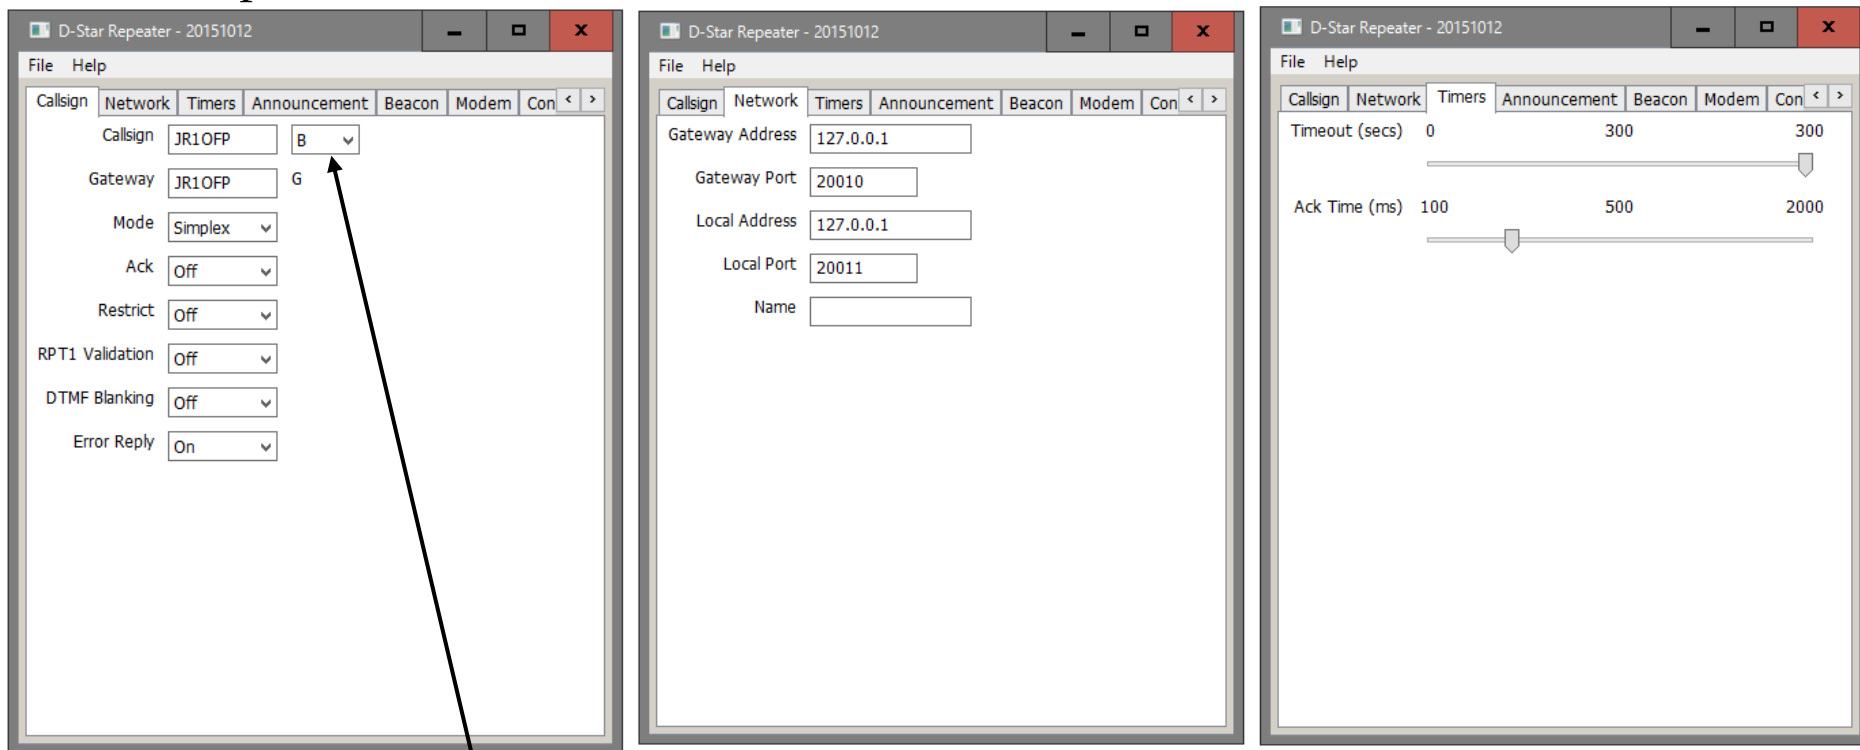 D-Star Repeater - 20151012
File Help
Callsign Network Timers Announcement Beacon Modem Con
Callsign JR1OFP B
Gateway JR1OFP G
Mode Simplex
Ack Off
Restrict Off
RPT1 Validation Off
DTMF Blanking Off
Error Reply On
D-Star Repeater - 20151012
File Help
Callsign Network Timers Announcement Beacon Modem Con
Gateway Address 127.0.0.1
Gateway Port 20010
Local Address 127.0.0.1
Local Port 20011
Name
D-Star Repeater - 20151012
File Help
Callsign Network Timers Announcement Beacon Modem Con
Timeout (secs) 0 300 300
Ack Time (ms) 100 500 2000